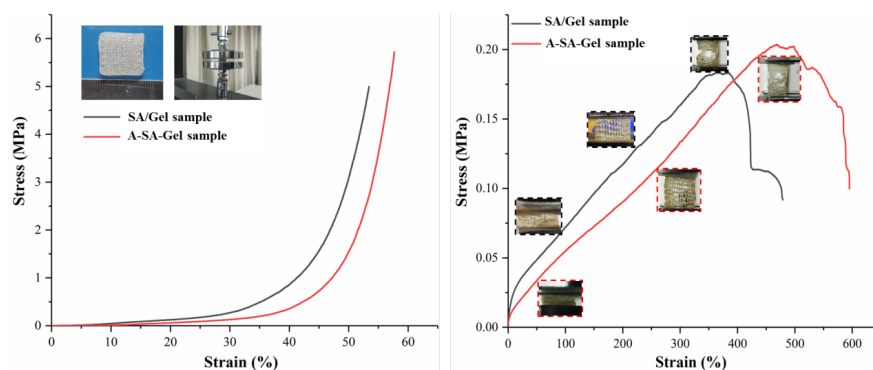 SA/Gel sample
A-SA-Gel sample
Stress (MPa)
6
5
4
3
2
1
0
0 10 20 30 40 50 60
Strain (%)
SA/Gel sample
A-SA-Gel sample
Stress (MPa)
0.20
0.15
0.10
0.05
0.00
0 100 200 300 400 500 600
Strain (%)